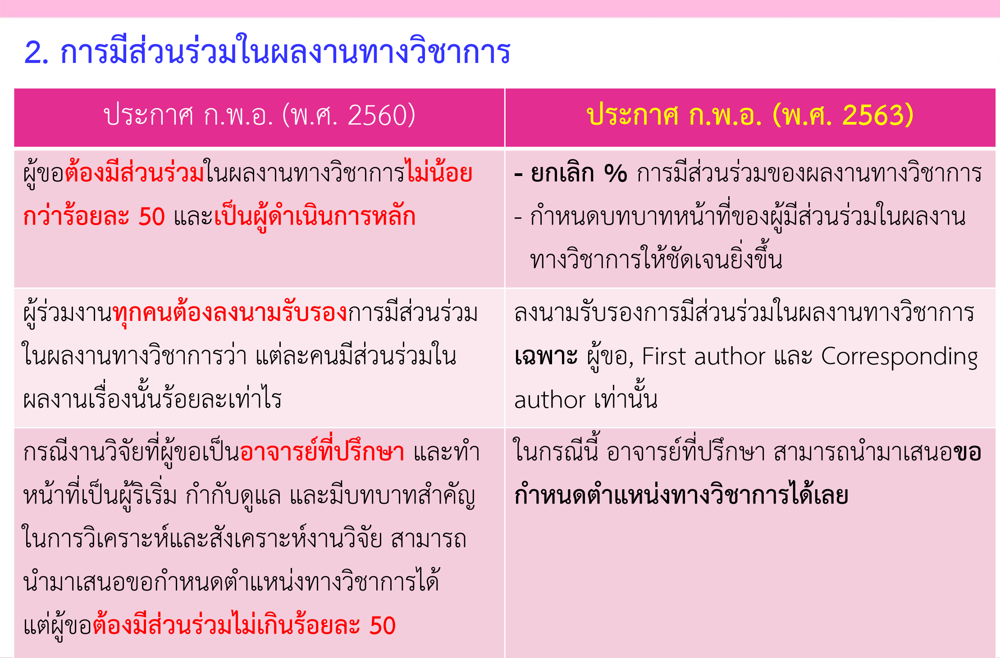 2. การมีส่วนร่วมในผลงานทางวิชาการ
ประกาศ ก.พ.อ. (พ.ศ. 2560)
ประกาศ ก.พ.อ. (พ.ศ. 2563)
ผู้ขอต้องมีส่วนร่วมในผลงานทางวิชาการไม่น้อย
กว่าร้อยละ 50 และเป็นผู้ดำเนินการหลัก
- ยกเลิก % การมีส่วนร่วมของผลงานทางวิชาการ
- กำหนดบทบาทหน้าที่ของผู้มีส่วนร่วมในผลงาน
ทางวิชาการให้ชัดเจนยิ่งขึ้น
ผู้ร่วมงานทุกคนต้องลงนามรับรองการมีส่วนร่วม
ในผลงานทางวิชาการว่า แต่ละคนมีส่วนร่วมใน
ผลงานเรื่องนั้นร้อยละเท่าไร
ลงนามรับรองการมีส่วนร่วมในผลงานทางวิชาการ
เฉพาะ ผู้ขอ, First author และ Corresponding
author เท่านั้น
กรณีงานวิจัยที่ผู้ขอเป็นอาจารย์ที่ปรึกษา และทำ
หน้าที่เป็นผู้ริเริ่ม กำกับดูแล และมีบทบาทสำคัญ
ในการวิเคราะห์และสังเคราะห์งานวิจัย สามารถ
นำมาเสนอขอกำหนดตำแหน่งทางวิชาการได้
แต่ผู้ขอต้องมีส่วนร่วมไม่เกินร้อยละ 50
ในกรณีนี้ อาจารย์ที่ปรึกษา สามารถนำมาเสนอขอ
กำหนดตำแหน่งทางวิชาการได้เลย